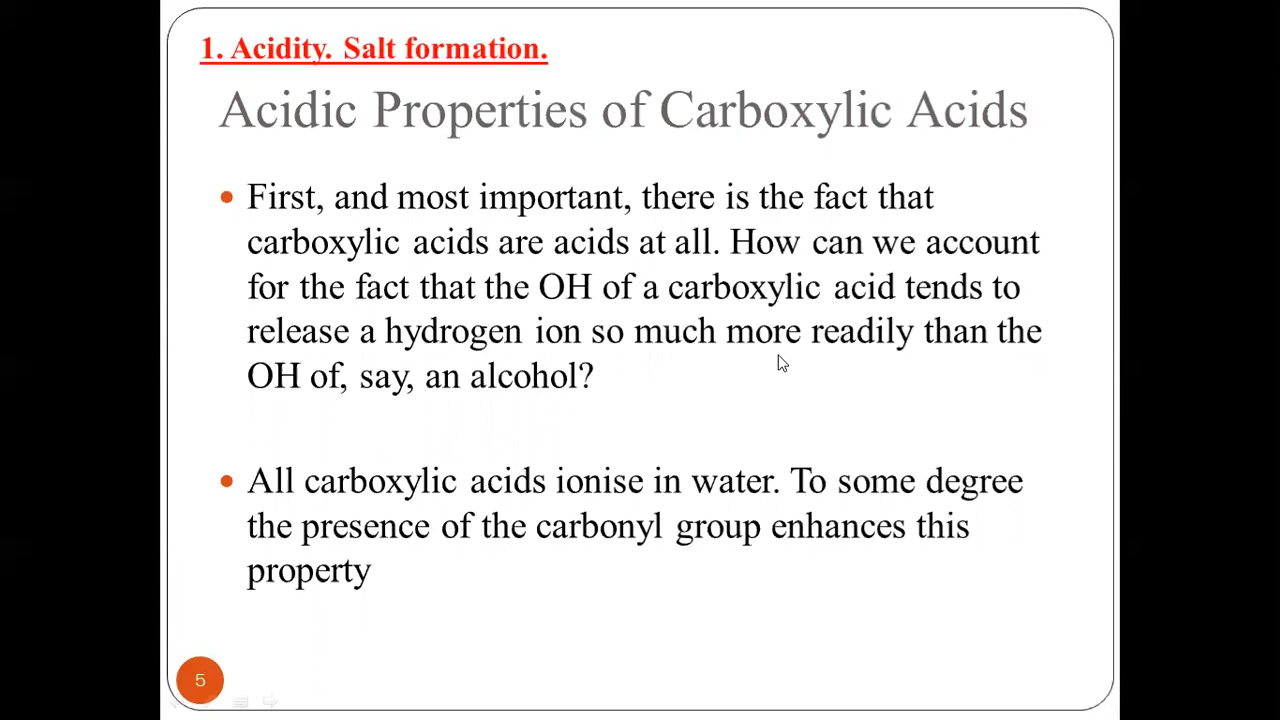 1. Acidity. Salt formation.
Acidic Properties of Carboxylic Acids
• First, and most important, there is the fact that
carboxylic acids are acids at all. How can we account
for the fact that the OH of a carboxylic acid tends to
release a hydrogen ion so much more readily than the
OH of, say, an alcohol?
• All carboxylic acids ionise in water. To some degree
the presence of the carbonyl group enhances this
property
5